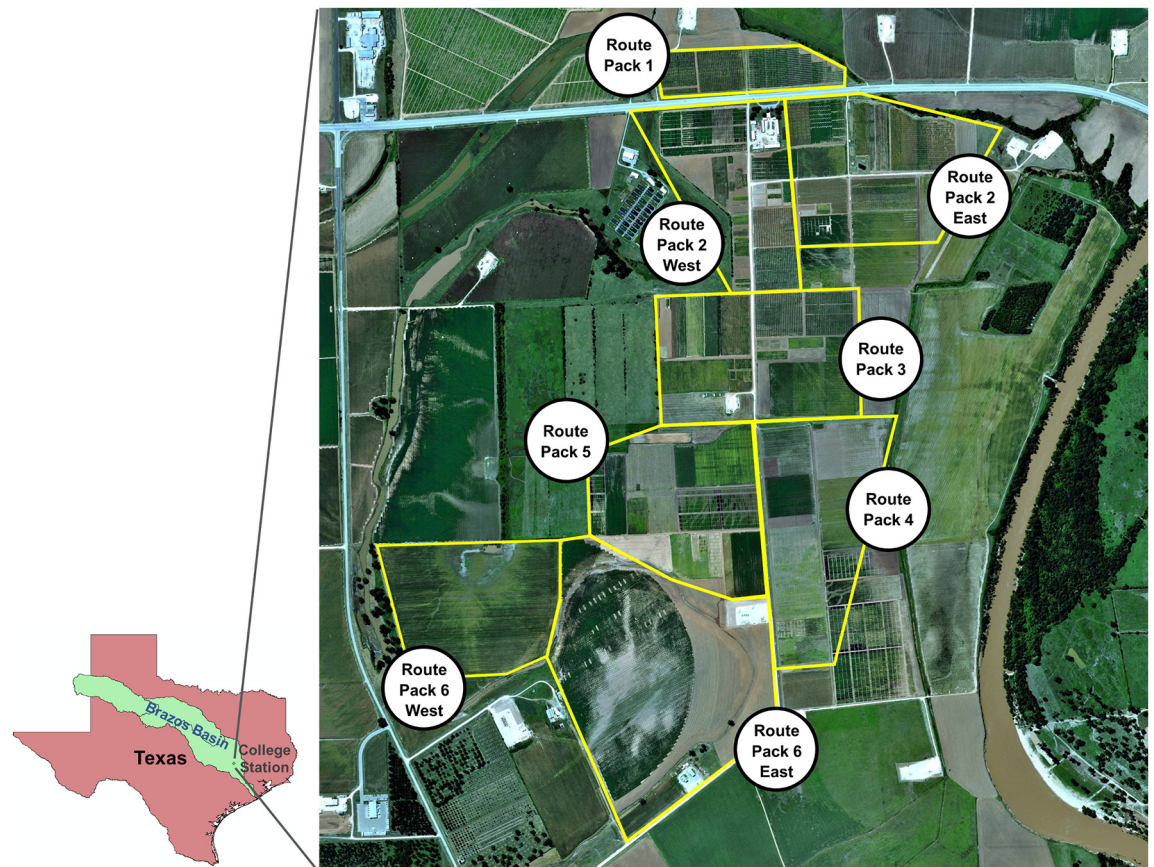 Route
Pack 1
Route
Pack 2
East
Route
Pack 2
West
Route
Pack 3
Route
Pack 5
Route
Pack 4
Route
Pack 6
West
Route
Pack 6
East
Brazos Basin
Texas
College
Station